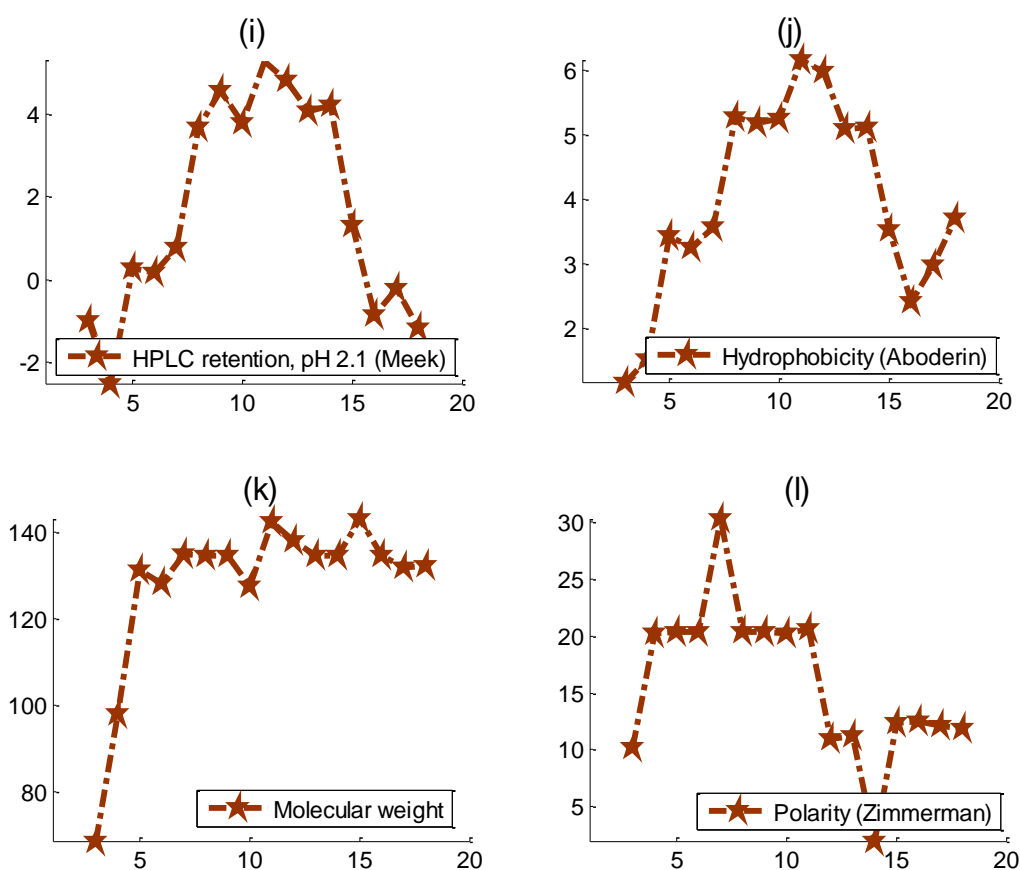 (i)
4
2
0
-2
HPLC retention, pH 2.1 (Meek)
5 10 15 20
(j)
6
5
4
3
2
Hydrophobicity (Aboderin)
5 10 15 20
(k)
140
120
100
80
Molecular weight
5 10 15 20
(l)
30
25
20
15
10
5
Polarity (Zimmerman)
5 10 15 20